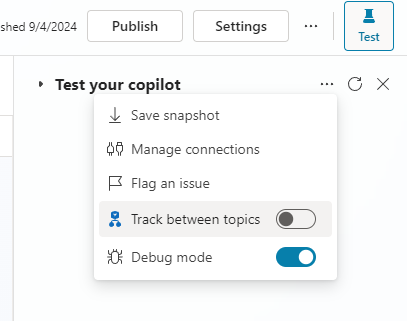 shed 9/4/2024 Publish Settings ... Test
Test your copilot ...
Save snapshot
Manage connections
Flag an issue
Track between topics
Debug mode